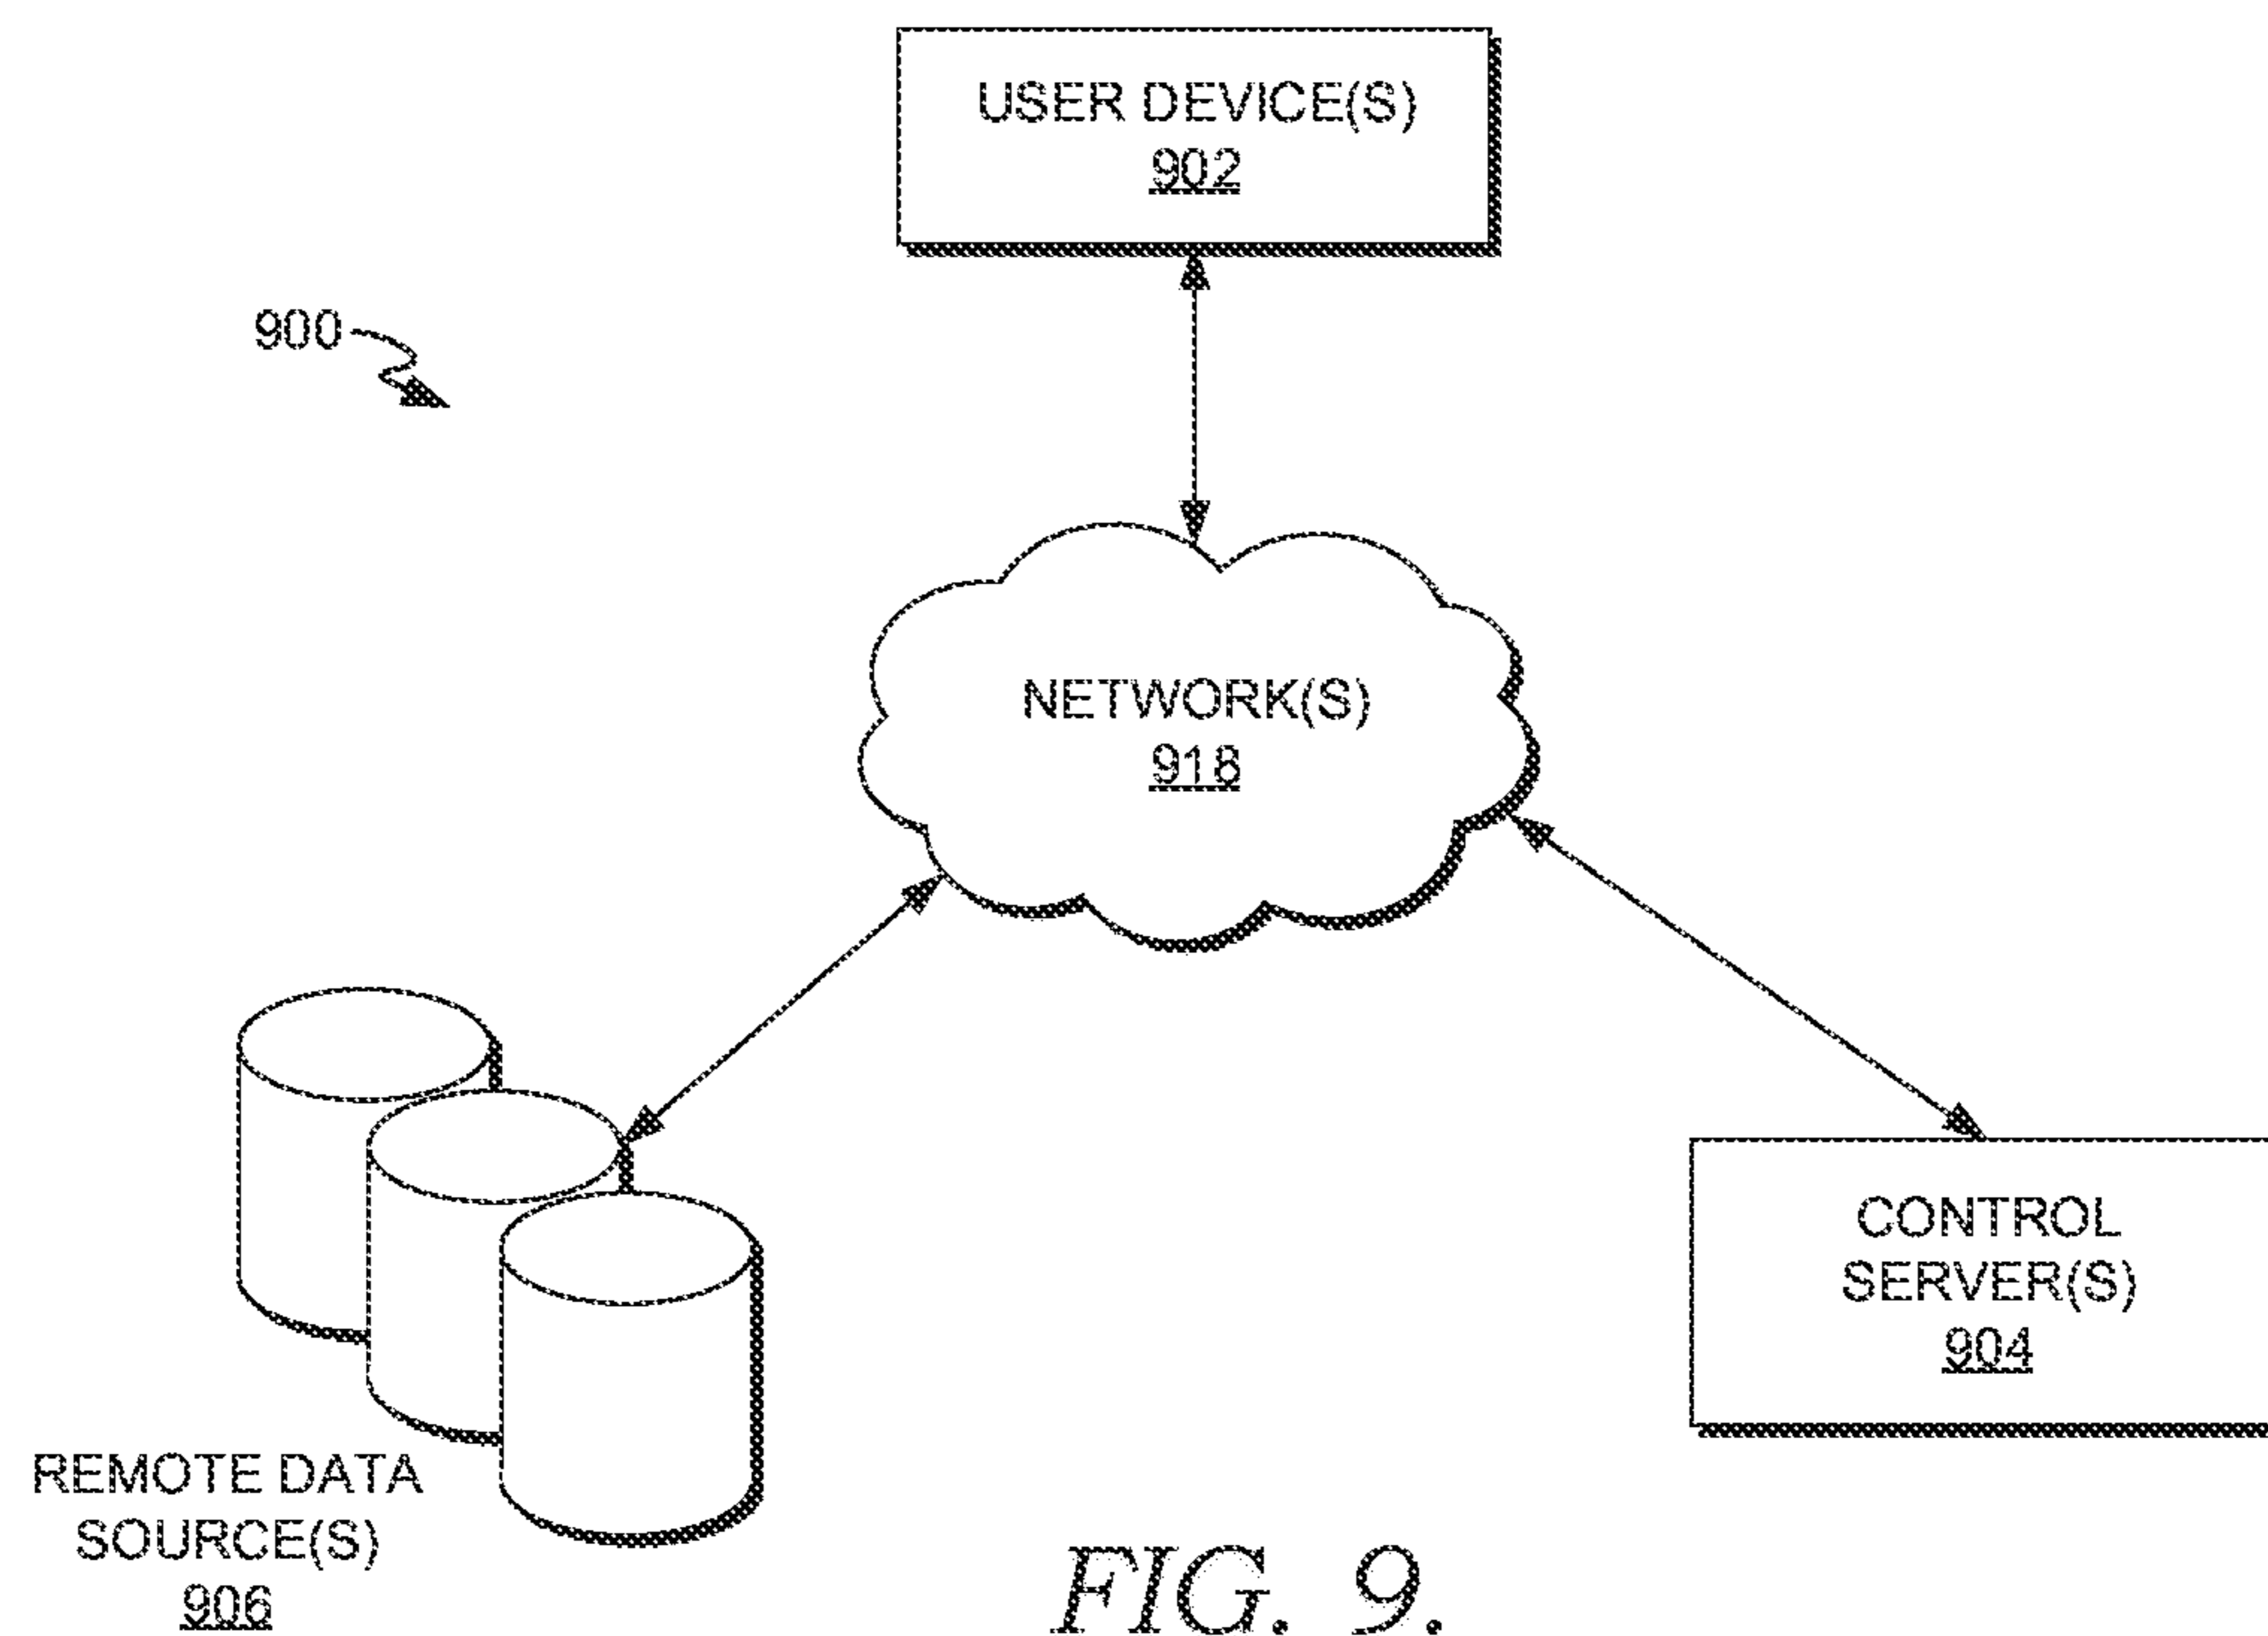 USER DEVICE(S)
902
900
NETWORK(S)
918
CONTROL
SERVER(S)
904
REMOTE DATA
SOURCE(S)
906
FIG. 9.